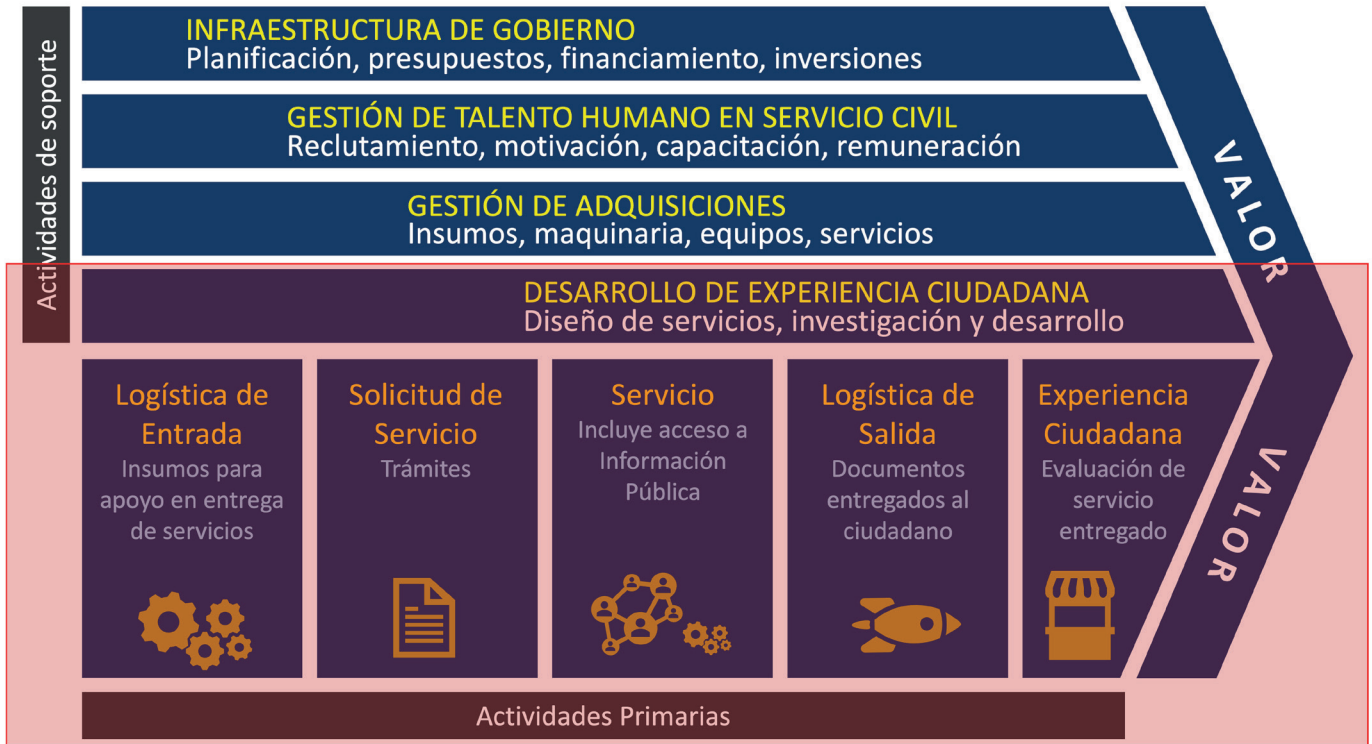 Actividades de soporte
INFRAESTRUCTURA DE GOBIERNO
Planificación, presupuestos, financiamiento, inversiones
GESTIÓN DE TALENTO HUMANO EN SERVICIO CIVIL
Reclutamiento, motivación, capacitación, remuneración
GESTIÓN DE ADQUISICIONES
Insumos, maquinaria, equipos, servicios
DESARROLLO DE EXPERIENCIA CIUDADANA
Diseño de servicios, investigación y desarrollo
VALOR
Logística de
Entrada
Insumos para
apoyo en entrega
de servicios
Solicitud de
Servicio
Trámites
Servicio
Incluye acceso a
Información
Pública
Logística de
Salida
Documentos
entregados al
ciudadano
Experiencia
Ciudadana
Evaluación de
servicio
entregado
VALOR
Actividades Primarias